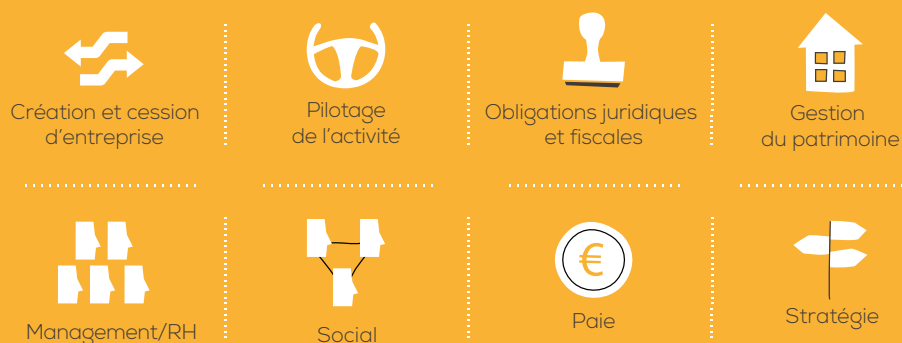 Création et cession
d'entreprise
Pilotage
de l'activité
Obligations juridiques
et fiscales
Gestion
du patrimoine
Management/RH
Social
€
Paie
Stratégie